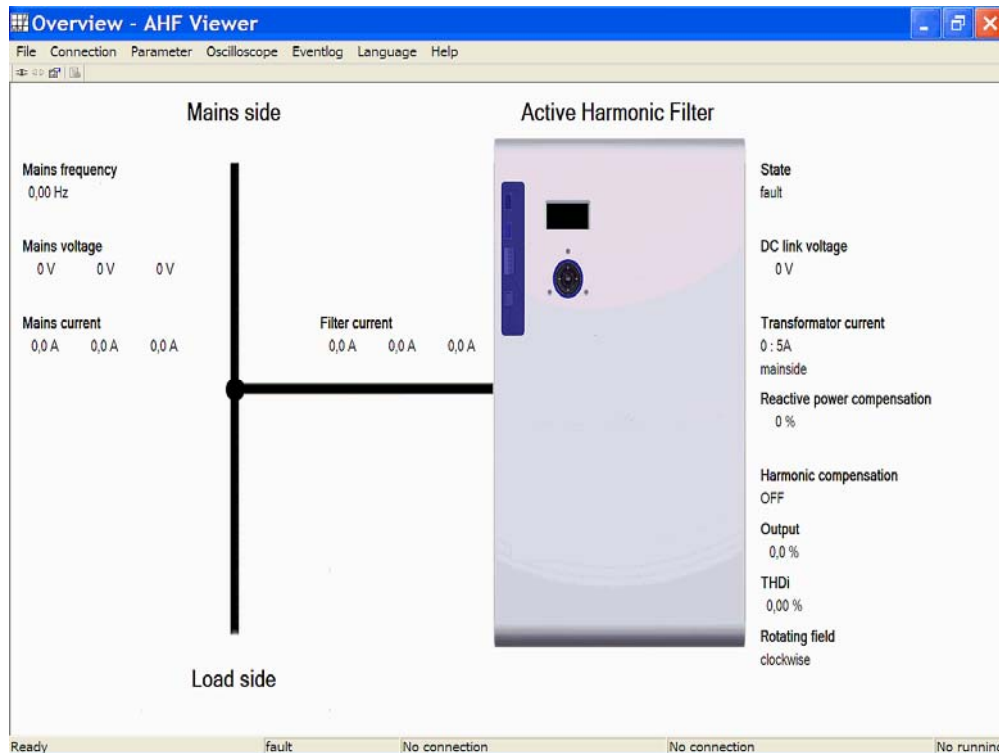 Overview - AHF Viewer
File Connection Parameter Oscilloscope Eventlog Language Help
Mains side
Active Harmonic Filter
Mains frequency
0,00 Hz
State
fault
Mains voltage
0 V 0 V 0 V
DC link voltage
0 V
Mains current
0,0 A 0,0 A 0,0 A
Filter current
0,0 A 0,0 A 0,0 A
Transformator current
0 : 5A
mainside
Reactive power compensation
0 %
Harmonic compensation
OFF
Output
0,0 %
THDi
0,00 %
Rotating field
clockwise
Load side
Ready fault No connection No connection No running